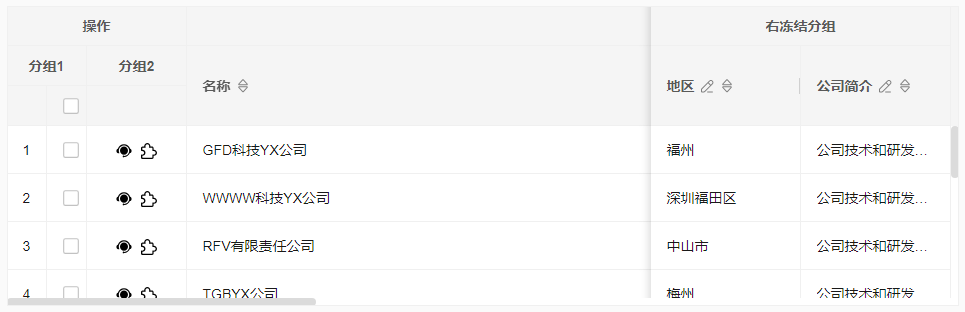 操作 右冻结分组
分组1 分组2
名称 地区 公司简介
1 GFD科技YX公司 福州 公司技术和研发...
2 WWWW科技YX公司 深圳福田区 公司技术和研发...
3 RFV有限责任公司 中山市 公司技术和研发...
4 TGBYX公司 梅州 公司技术和研发...